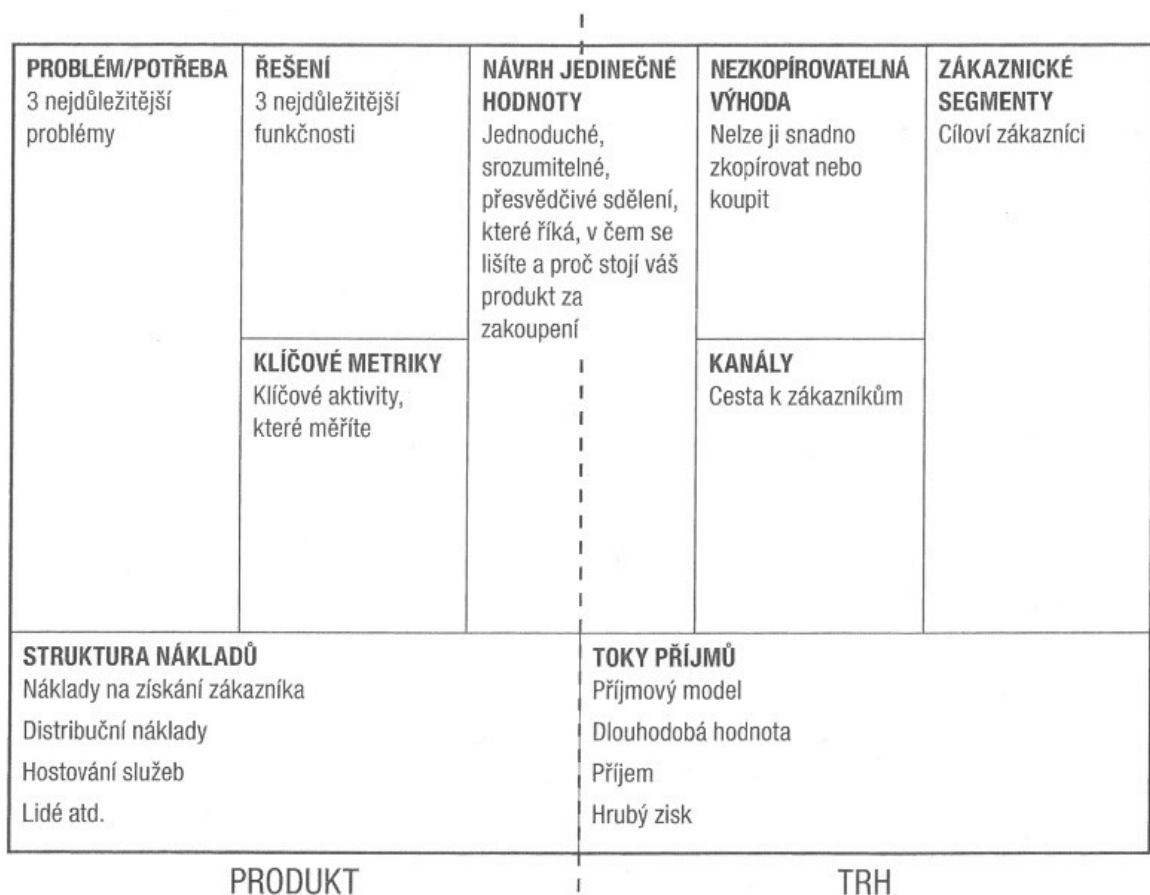 PROBLÉM/POTŘEBA
3 nejdůležitější
problémy
ŘEŠENÍ
3 nejdůležitější
funkčnosti
KLÍČOVÉ METRIKY
Klíčové aktivity,
které měříte
NÁVRH JEDINEČNÉ
HODNOTY
Jednoduché,
srozumitelné,
přesvědčivé sdělení,
které říká, v čem se
lišíte a proč stojí váš
produkt za
zakoupení
NEZKOPÍROVATELNÁ
VÝHODA
Nelze ji snadno
zkopírovat nebo
koupit
KANÁLY
Cesta k zákazníkům
ZÁKAZNICKÉ
SEGMENTY
Cíloví zákazníci
STRUKTURA NÁKLADŮ
Náklady na získání zákazníka
Distribuční náklady
Hostování služeb
Lidé atd.
TOKY PŘÍJMŮ
Příjmový model
Dlouhodobá hodnota
Příjem
Hrubý zisk
PRODUKT
TRH